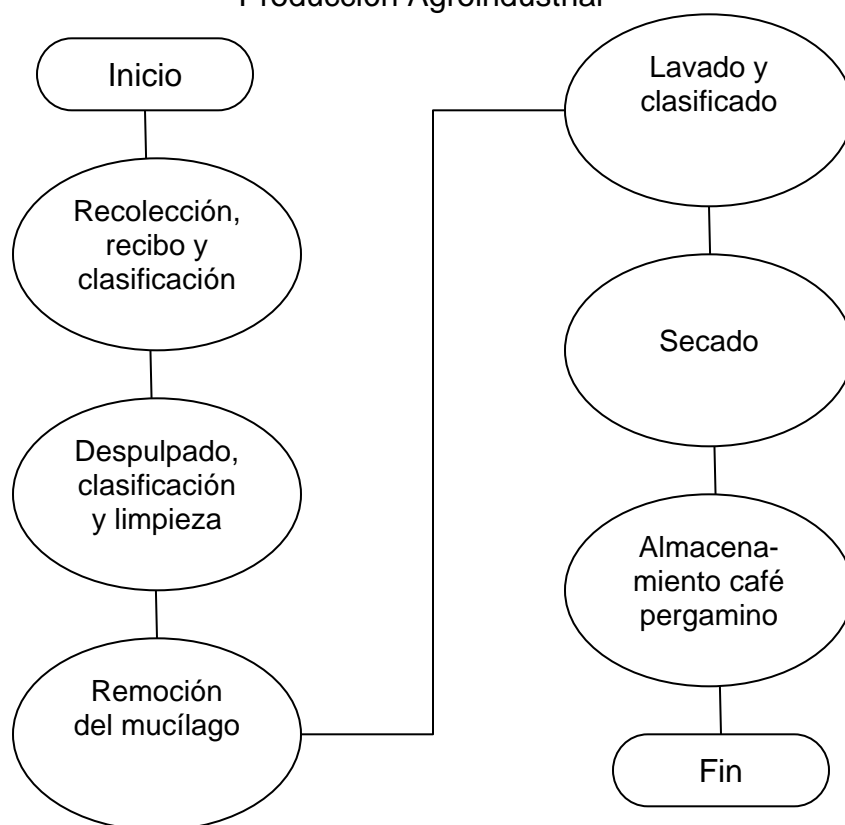 Producción Agroindustrial
Inicio
Recolección,
recibo y
clasificación
Despulpado,
clasificación
y limpieza
Remoción
del mucílago
Lavado y
clasificado
Secado
Almacena-
miento café
pergamino
Fin